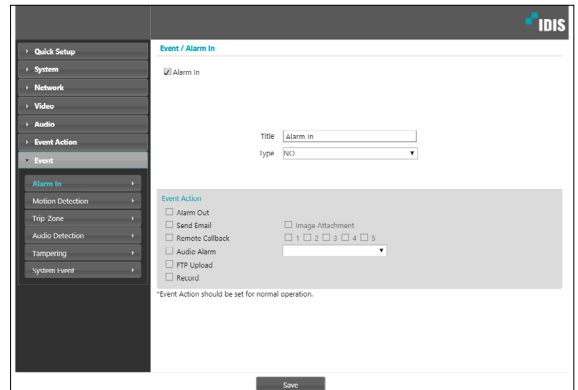 IDIS
Quick Setup
System
Network
Video
Audio
Event Action
Event
Alarm In
Motion Detection
Trip-Zone
Audio Detection
Tampering
System Event
Event / Alarm In
Alarm In
Title Alarm In
Type NO
Event Action
Alarm Out
Send Email Image Attachment
Remote Callback 1 2 3 4 5
Audio Alarm
FTP Upload
Record
*Event Action should be set for normal operation.
Save